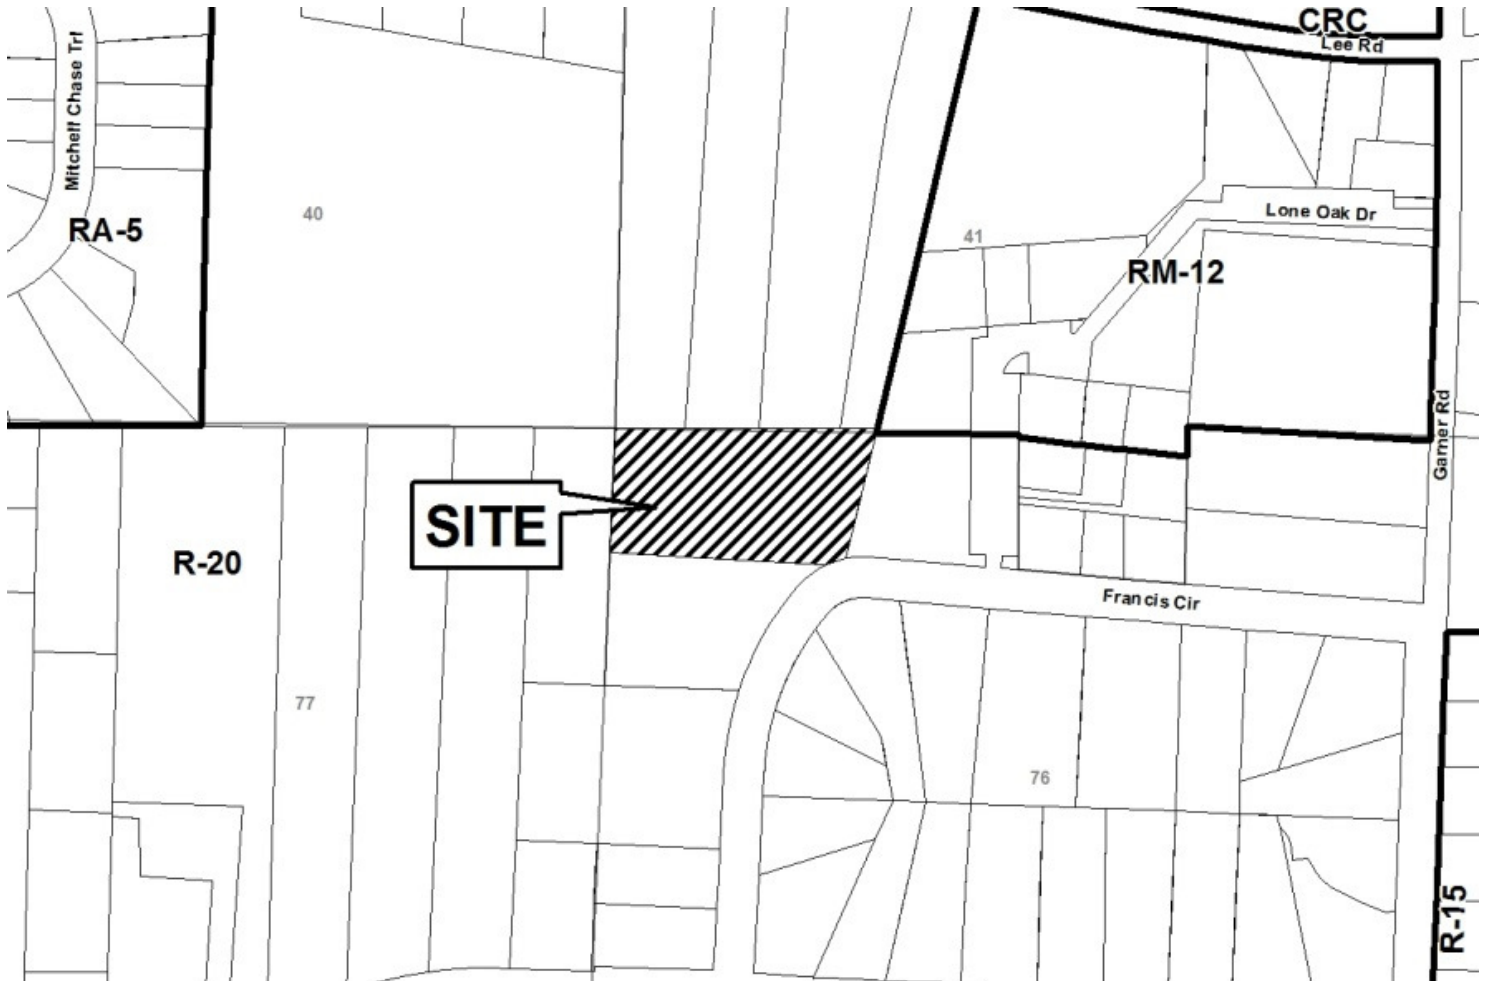 CRC
Lee Rd
Mitchell Chase Trl
40
Lone Oak Dr
RA-5
41
RM-12
Garner Rd
SITE
R-20
Francis Cir
77
76
R-15